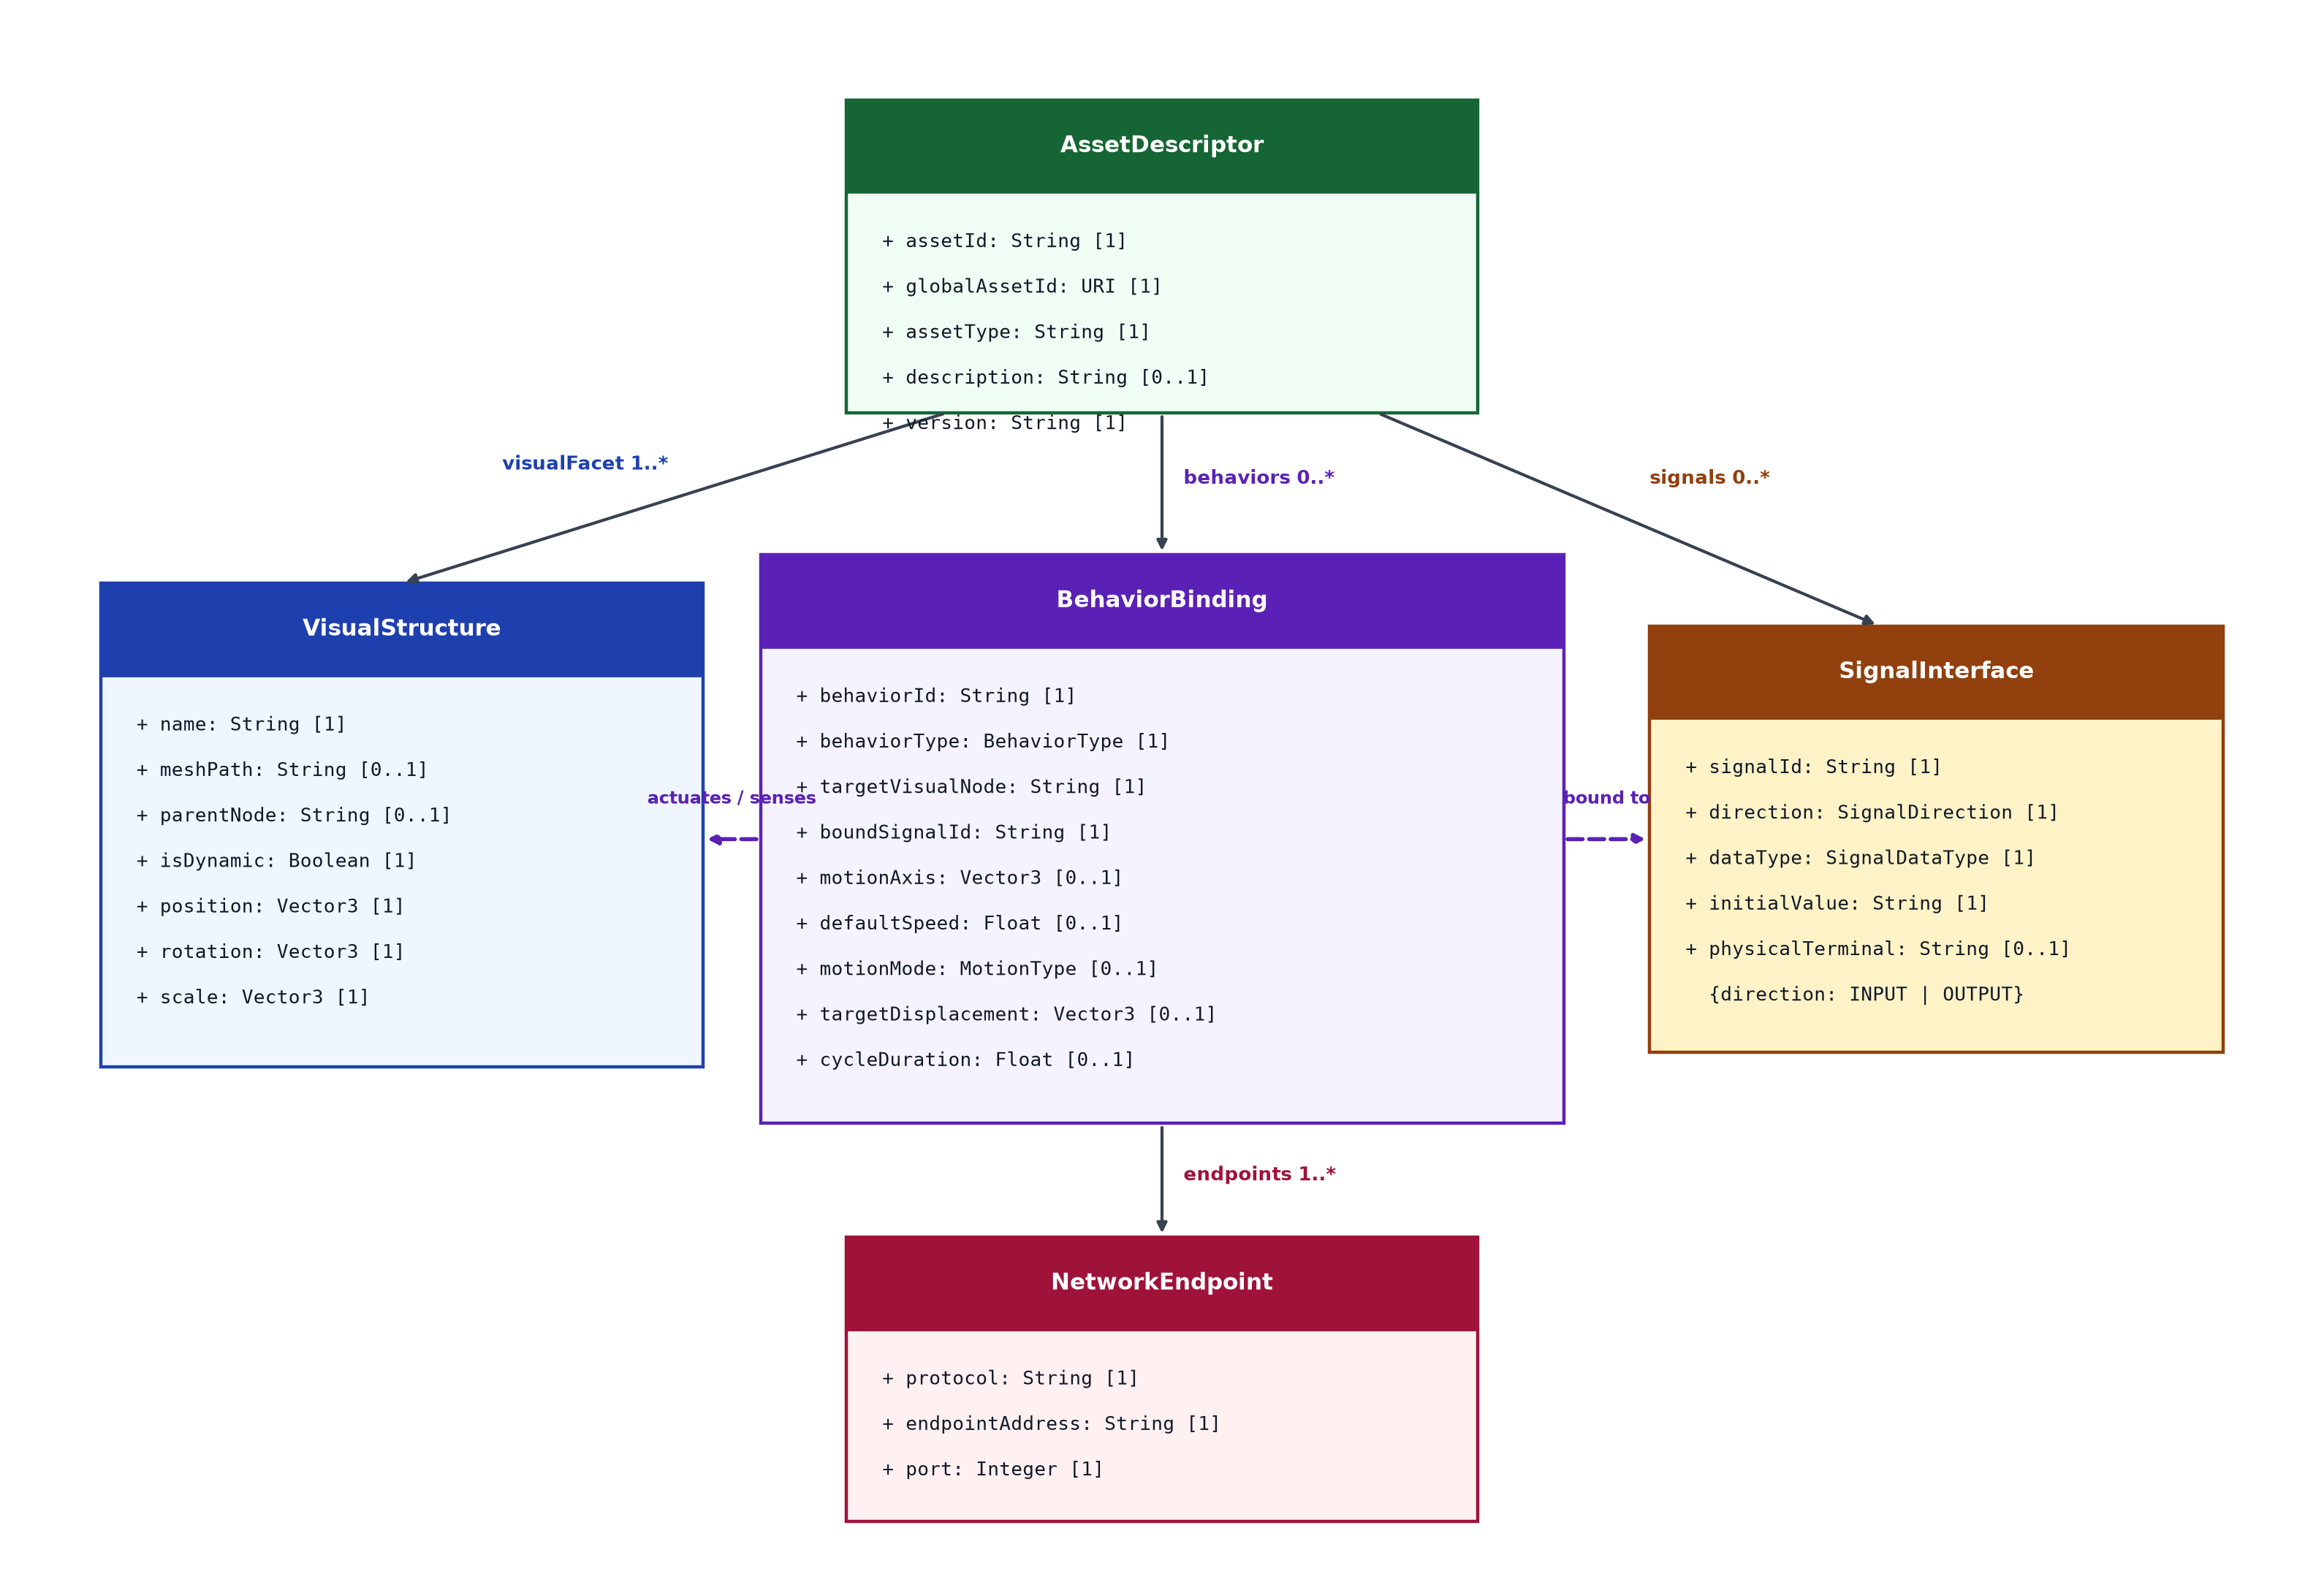 AssetDescriptor
+ assetId: String [1]
+ globalAssetId: URI [1]
+ assetType: String [1]
+ description: String [0..1]
+ version: String [1]
visualFacet 1..*
behaviors 0..*
signals 0..*
VisualStructure
+ name: String [1]
+ meshPath: String [0..1]
+ parentNode: String [0..1]
+ isDynamic: Boolean [1]
+ position: Vector3 [1]
+ rotation: Vector3 [1]
+ scale: Vector3 [1]
actuates / senses
BehaviorBinding
+ behaviorId: String [1]
+ behaviorType: BehaviorType [1]
+ targetVisualNode: String [1]
+ boundSignalId: String [1]
+ motionAxis: Vector3 [0..1]
+ defaultSpeed: Float [0..1]
+ motionMode: MotionType [0..1]
+ targetDisplacement: Vector3 [0..1]
+ cycleDuration: Float [0..1]
bound to
SignalInterface
+ signalId: String [1]
+ direction: SignalDirection [1]
+ dataType: SignalDataType [1]
+ initialValue: String [1]
+ physicalTerminal: String [0..1]
{direction: INPUT | OUTPUT}
endpoints 1..*
NetworkEndpoint
+ protocol: String [1]
+ endpointAddress: String [1]
+ port: Integer [1]